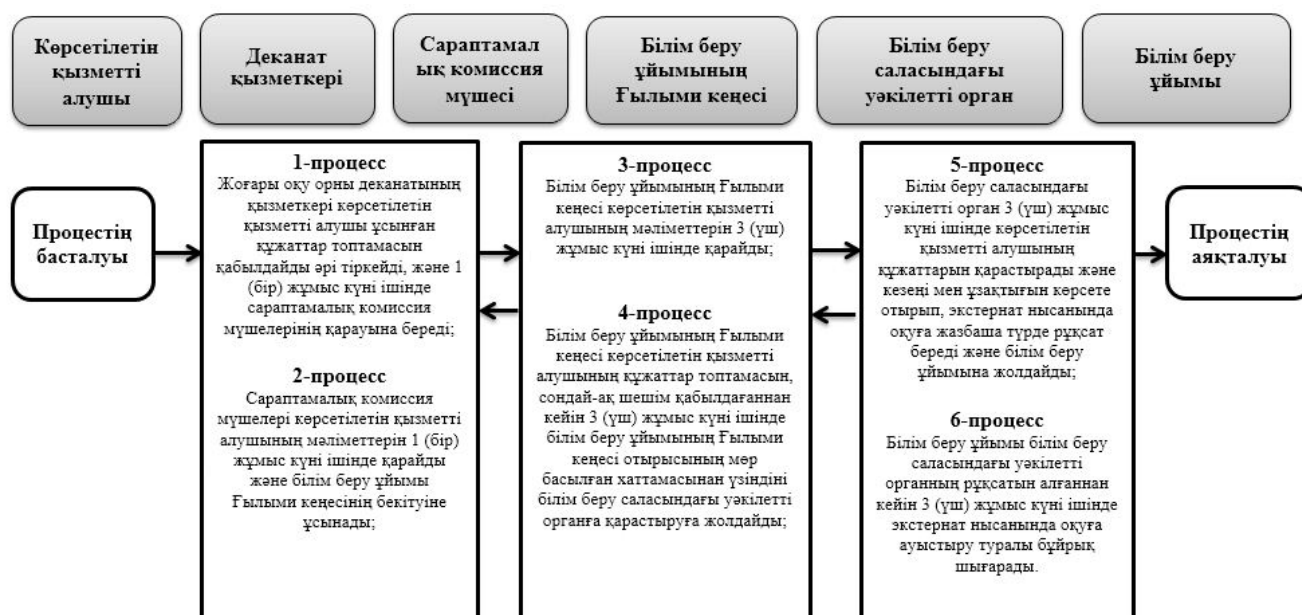 Көрсетілетін
қызметті
алушы
Деканат
қызметкері
Сараптамал
ық комиссия
мүшесі
Білім беру
ұйымының
Ғылыми кеңесі
Білім беру
саласындағы
уәкілетті орган
Білім беру
ұйымы
Процестің
басталуы
1-процесс
Жоғары оқу орны деканатының
қызметкері көрсетілетін
қызметті алушы ұсынған
құжаттар топтамасын
қабылдайды әрі тіркейді, және 1
(бір) жұмыс күні ішінде
сараптамалық комиссия
мүшелерінің қарауына береді;
2-процесс
Сараптамалық комиссия
мүшелері көрсетілетін қызметті
алушының мәліметтерін 1 (бір)
жұмыс күні ішінде қарайды
және білім беру ұйымы
Ғылыми кеңесінің бекітуіне
ұсынады;
3-процесс
Білім беру ұйымының Ғылыми
кеңесі көрсетілетін қызметті
алушының мәліметтерін 3 (үш)
жұмыс күні ішінде қарайды;
4-процесс
Білім беру ұйымының Ғылыми
кеңесі көрсетілетін қызметті
алушының құжаттар топтамасын,
сондай-ақ шешім қабылдағаннан
кейін 3 (үш) жұмыс күні ішінде
білім беру ұйымының Ғылыми
кеңесі отырысының мөр
басылған хаттамасынан үзіндіні
білім беру саласындағы уәкілетті
органға қарастыруға жолдайды;
5-процесс
Білім беру саласындағы
уәкілетті орган 3 (үш) жұмыс
күні ішінде көрсетілетін
қызметті алушының
құжаттарын қарастырады және
кезеңі мен ұзақтығын көрсете
отырып, экстернат нысанында
оқуға жазбаша түрде рұқсат
береді және білім беру
ұйымына жолдайды;
6-процесс
Білім беру ұйымы білім беру
саласындағы уәкілетті
органның рұқсатын алғаннан
кейін 3 (үш) жұмыс күні ішінде
экстернат нысанында оқуға
ауыстыру туралы бұйрық
шығарады.
Процестің
аяқталуы